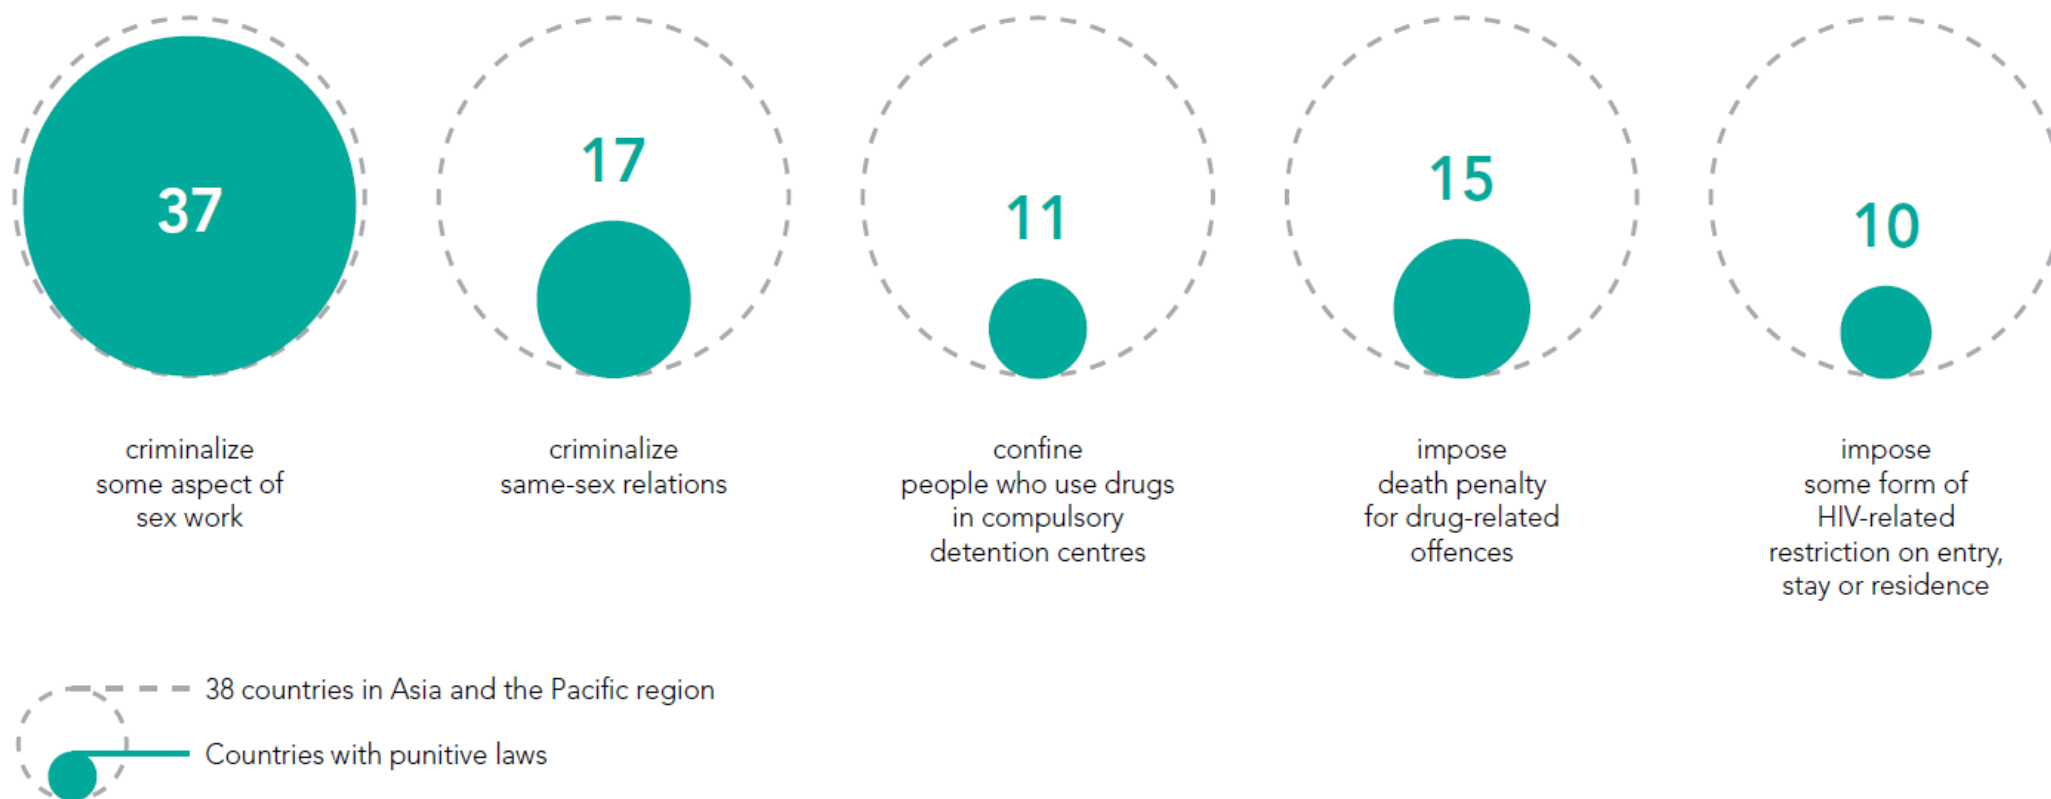 37
criminalize
some aspect of
sex work
17
criminalize
same-sex relations
11
confine
people who use drugs
in compulsory
detention centres
15
impose
death penalty
for drug-related
offences
10
impose
some form of
HIV-related
restriction on entry,
stay or residence
38 countries in Asia and the Pacific region
Countries with punitive laws